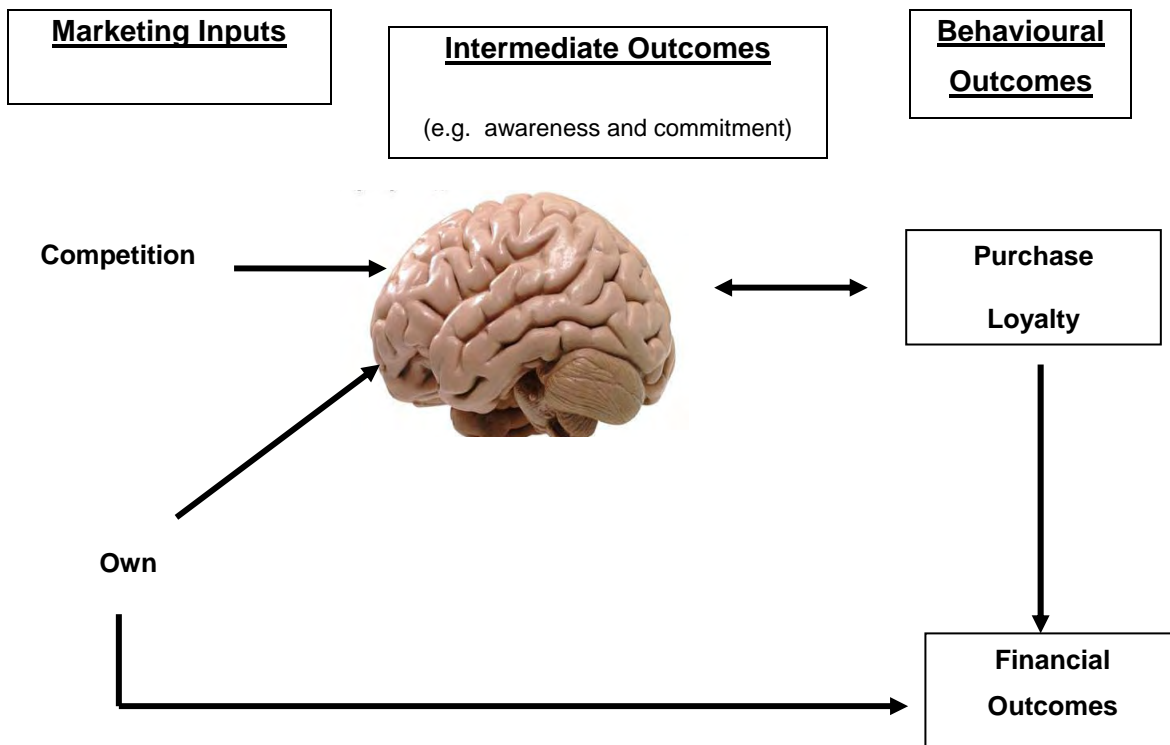 Marketing Inputs
Intermediate Outcomes
(e.g. awareness and commitment)
Behavioural
Outcomes
Competition
Purchase
Loyalty
Own
Financial
Outcomes